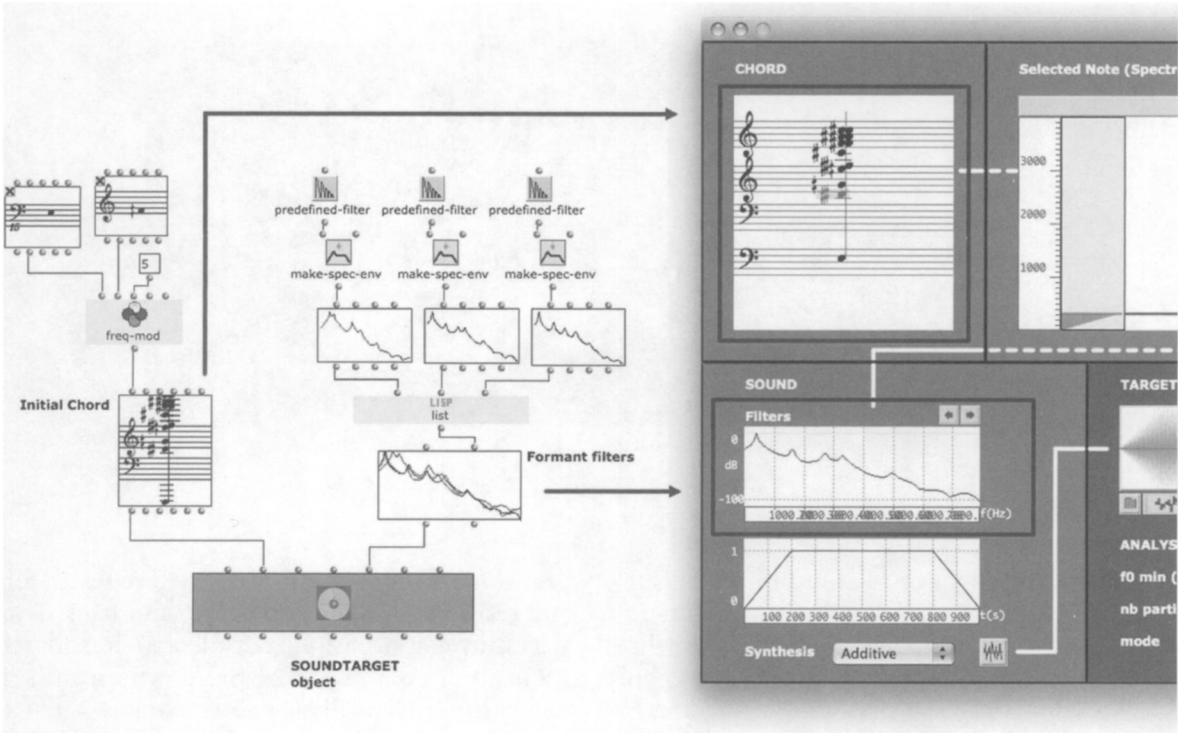 predefined-filter predefined-filter predefined-filter
make-spec-env make-spec-env make-spec-env
15
5
freq-mod
Initial Chord
LISP
list
Formant filters
SOUNDTARGET
object
CHORD
Selected Note (Spectr
3000
2000
1000
SOUND
Filters
0
dB
-100
f(Hz)
1
0
100 200 300 400 500 600 700 800 900 t(s)
Synthesis Additive
TARGET
ANALYS
f0 min (
nb parti
mode